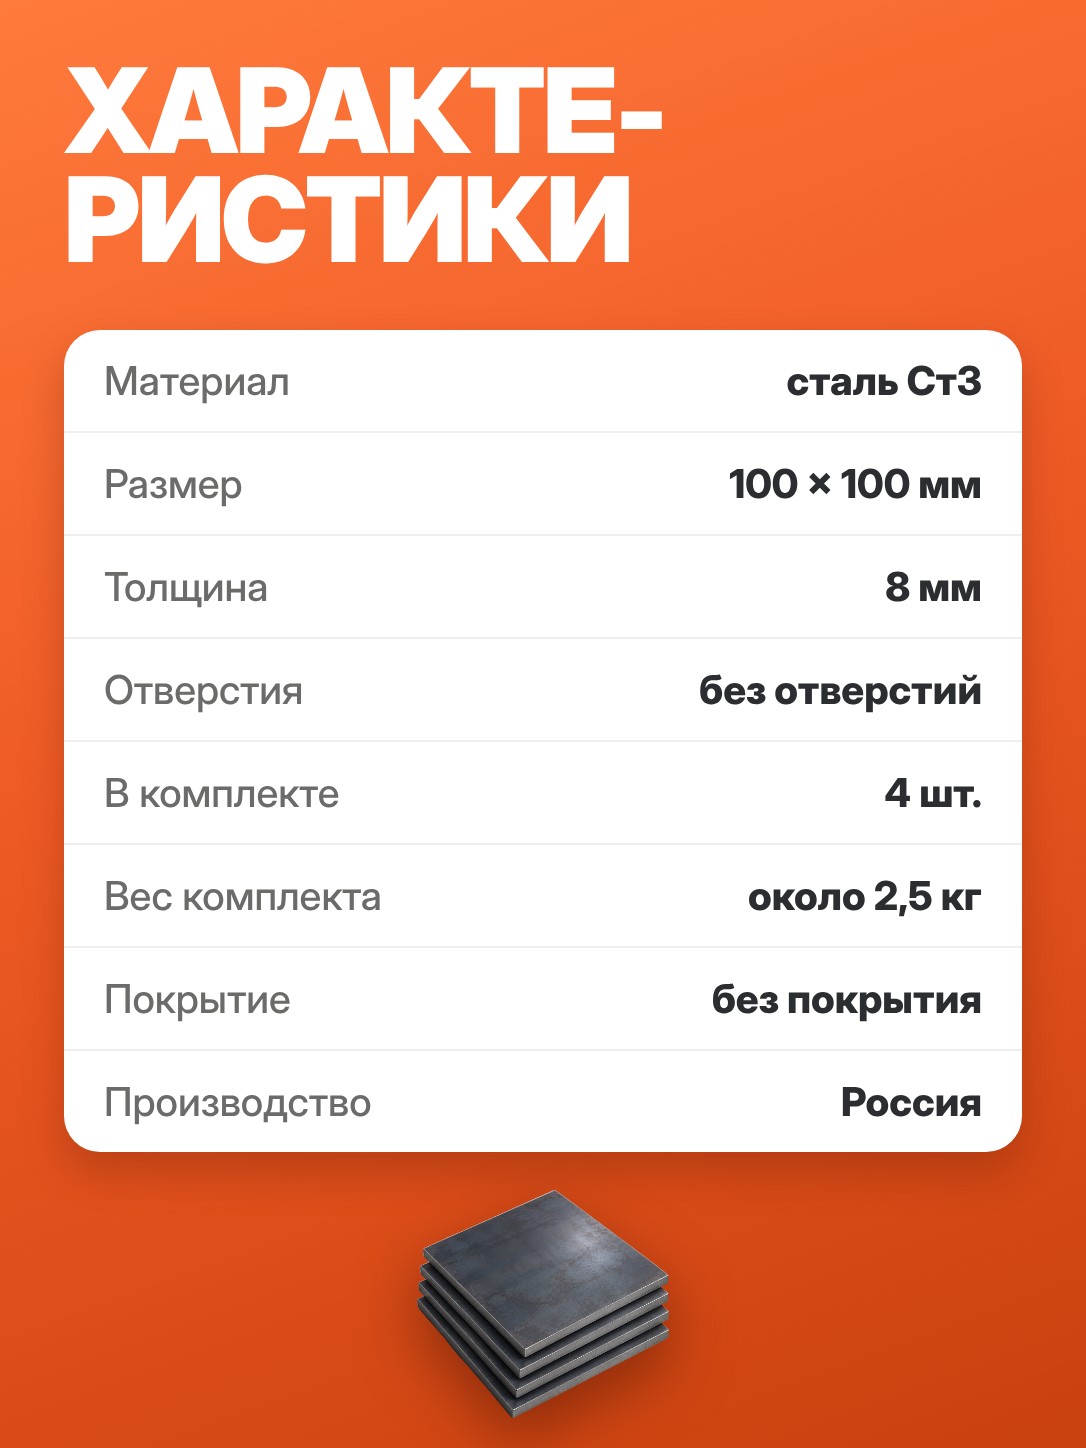 ХАРАКТЕ-
РИСТИКИ
Материал сталь Ст3
Размер 100 × 100 мм
Толщина 8 мм
Отверстия без отверстий
В комплекте 4 шт.
Вес комплекта около 2,5 кг
Покрытие без покрытия
Производство Россия